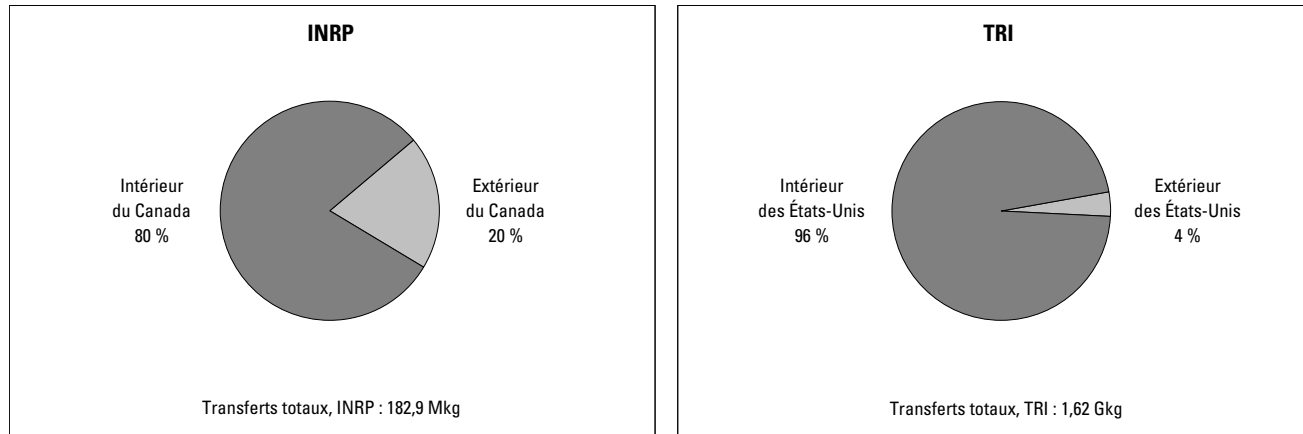 INRP
Intérieur
du Canada
80 %
Extérieur
du Canada
20 %
Transferts totaux, INRP : 182,9 Mkg
TRI
Intérieur
des États-Unis
96 %
Extérieur
des États-Unis
4 %
Transferts totaux, TRI : 1,62 Gkg